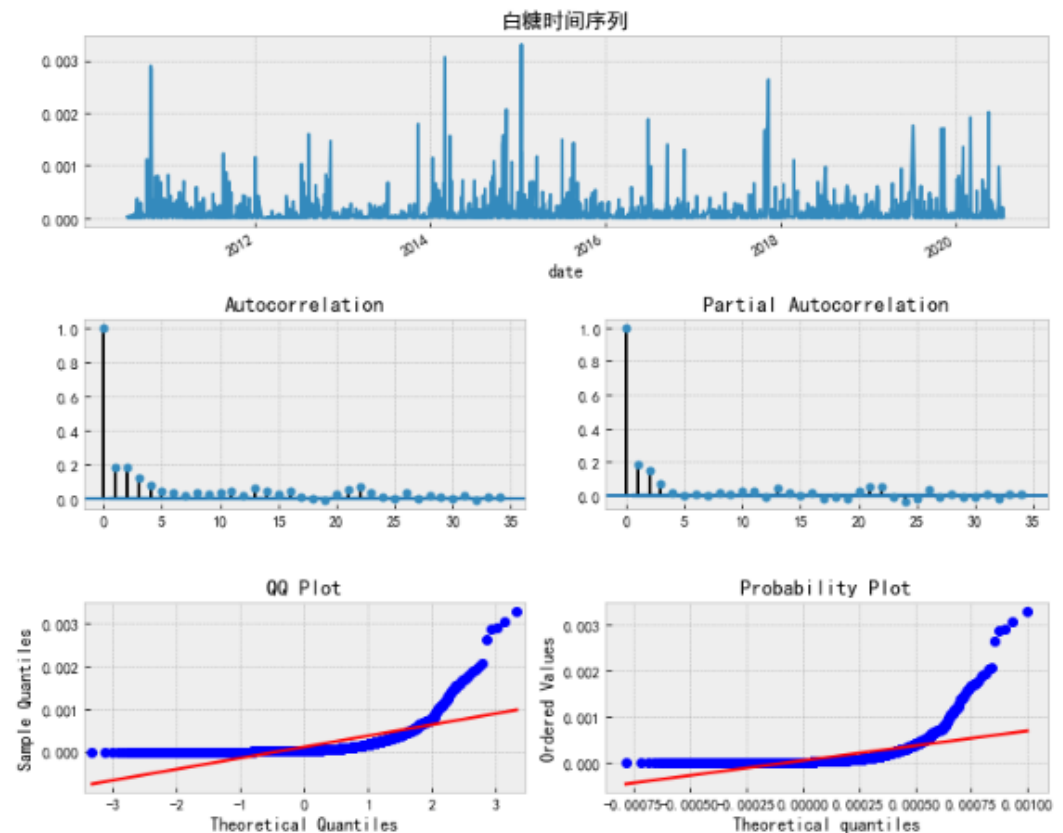 白糖时间序列
0.003
0.002
0.001
0.000
2012 2014 2016 2018 2020
date
Autocorrelation
1.0
0.8
0.6
0.4
0.2
0.0
0 5 10 15 20 25 30 35
Partial Autocorrelation
1.0
0.8
0.6
0.4
0.2
0.0
0 5 10 15 20 25 30 35
QQ Plot
Sample Quantiles
0.003
0.002
0.001
0.000
-3 -2 -1 0 1 2 3
Theoretical Quantiles
Probability Plot
Ordered Values
0.003
0.002
0.001
0.000
-0.00075-0.00050-0.00025 0.00000 0.00025 0.00050 0.00075 0.00100
Theoretical quantiles